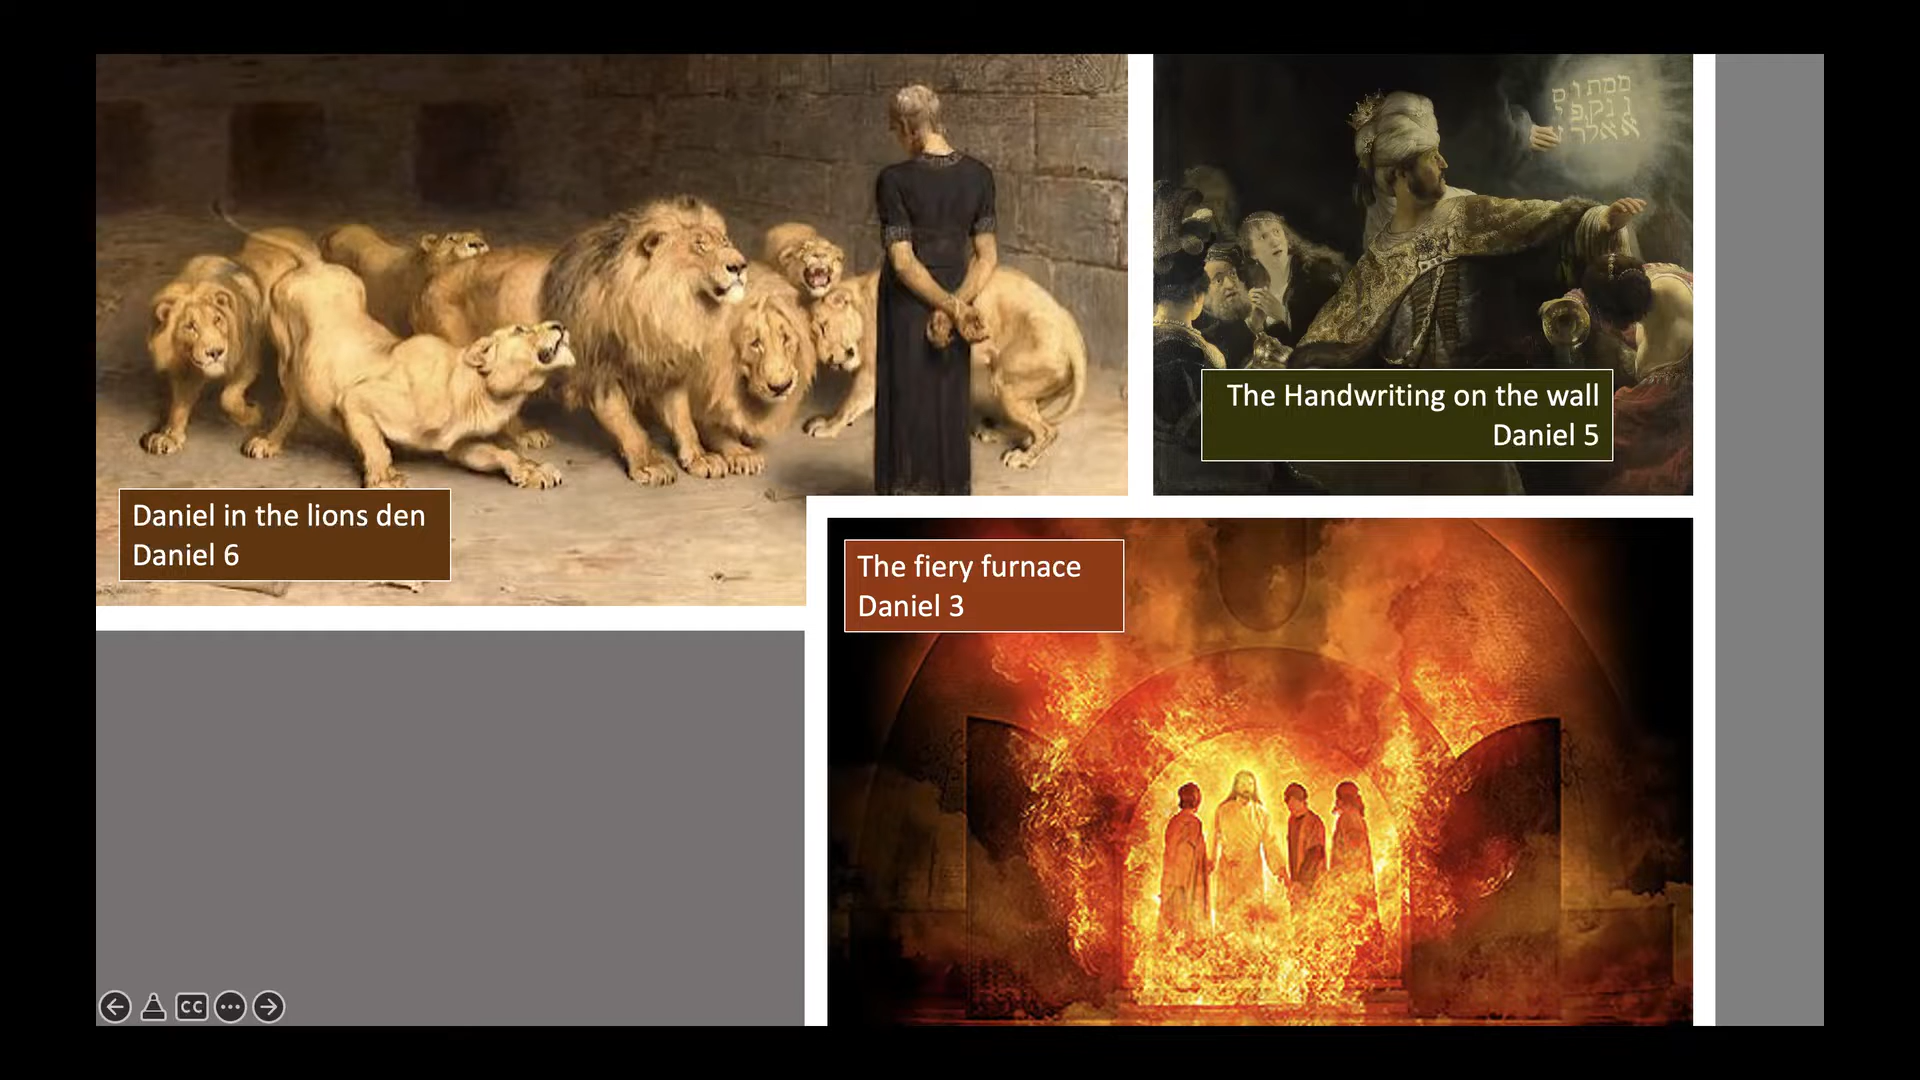 Daniel in the lions den
Daniel 6
The Handwriting on the wall
Daniel 5
The fiery furnace
Daniel 3
CC